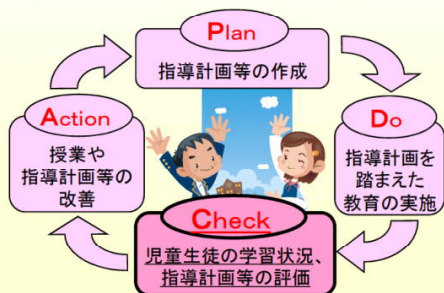 Plan
指導計画等の作成
Do
指導計画を
踏まえた
教育の実施
Check
児童生徒の学習状況、
指導計画等の評価
Action
授業や
指導計画等の
改善